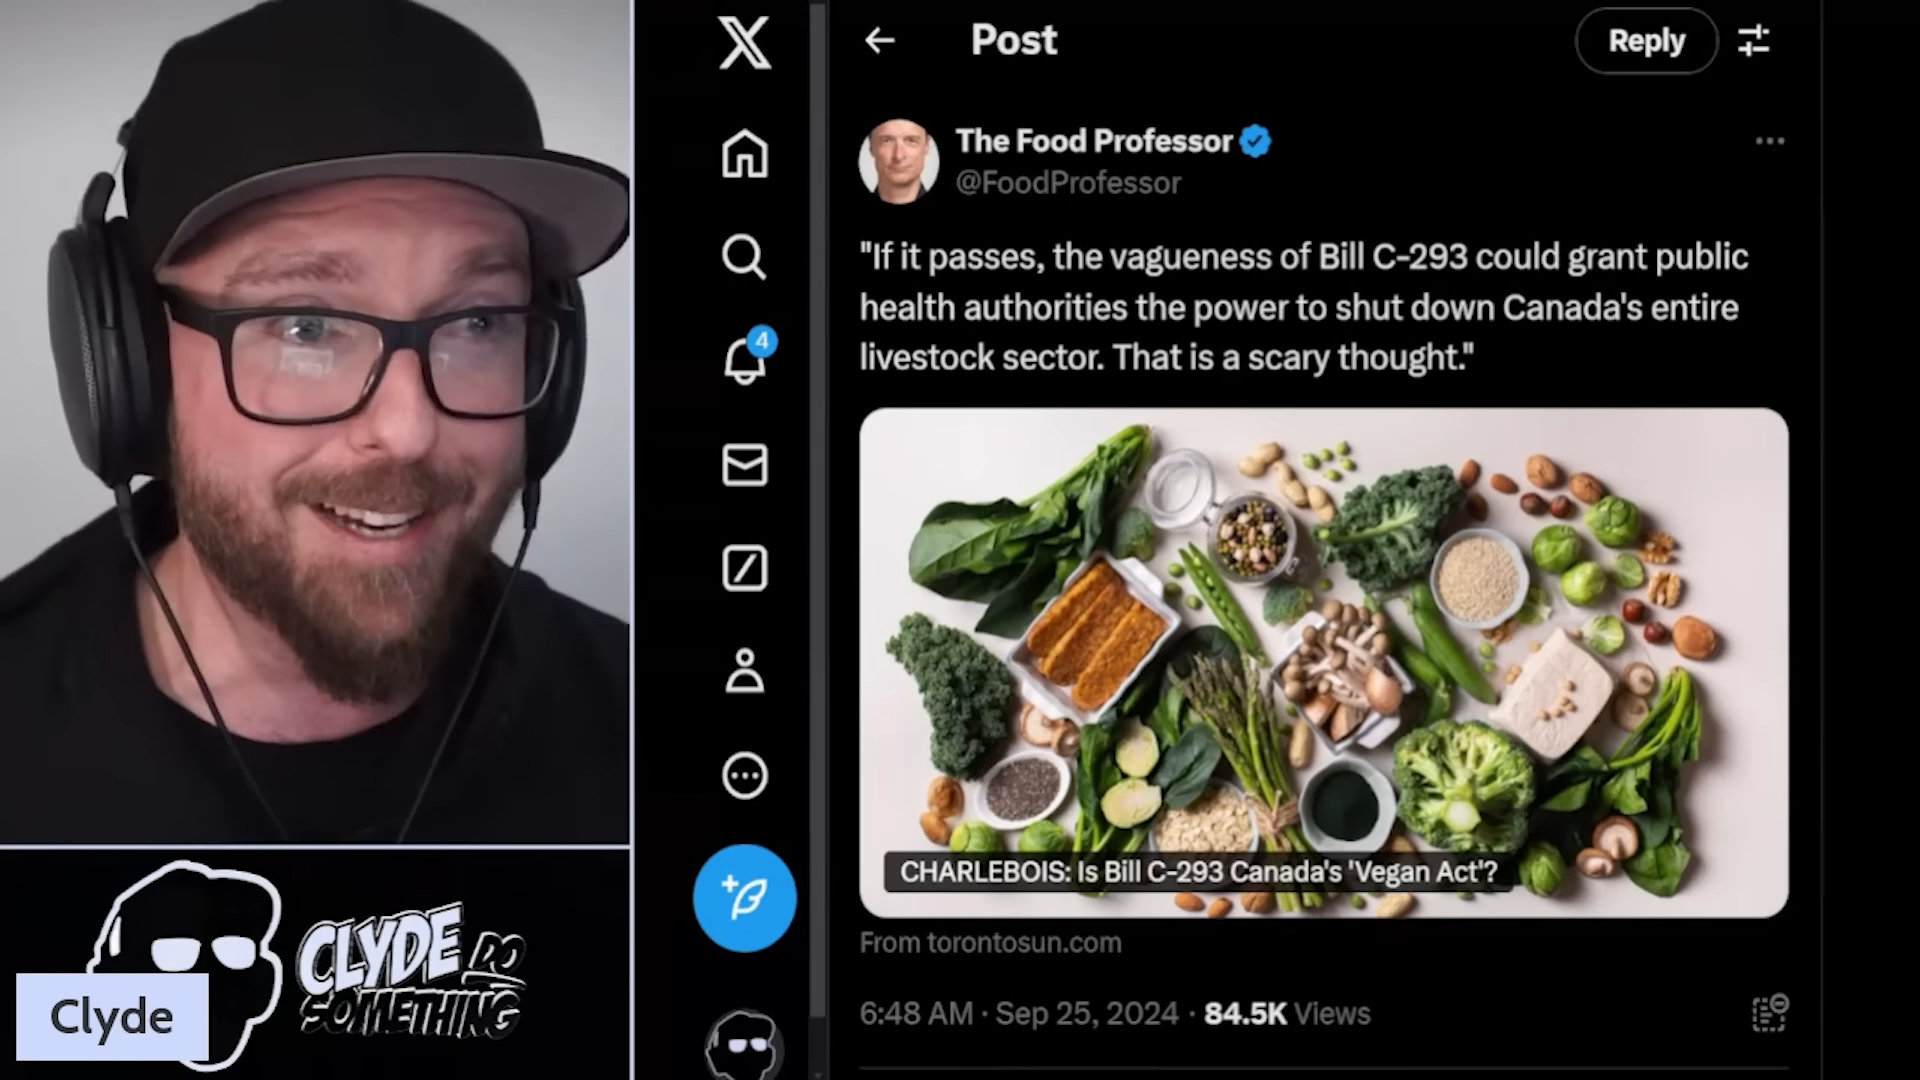 Post
Reply
The Food Professor
@FoodProfessor
4
"If it passes, the vagueness of Bill C-293 could grant public
health authorities the power to shut down Canada's entire
livestock sector. That is a scary thought."
CHARLEBOIS: Is Bill C-293 Canada's 'Vegan Act'?
From torontosun.com
6:48 AM · Sep 25, 2024 · 84.5K Views
CLYDE DO
SOMETHING
Clyde